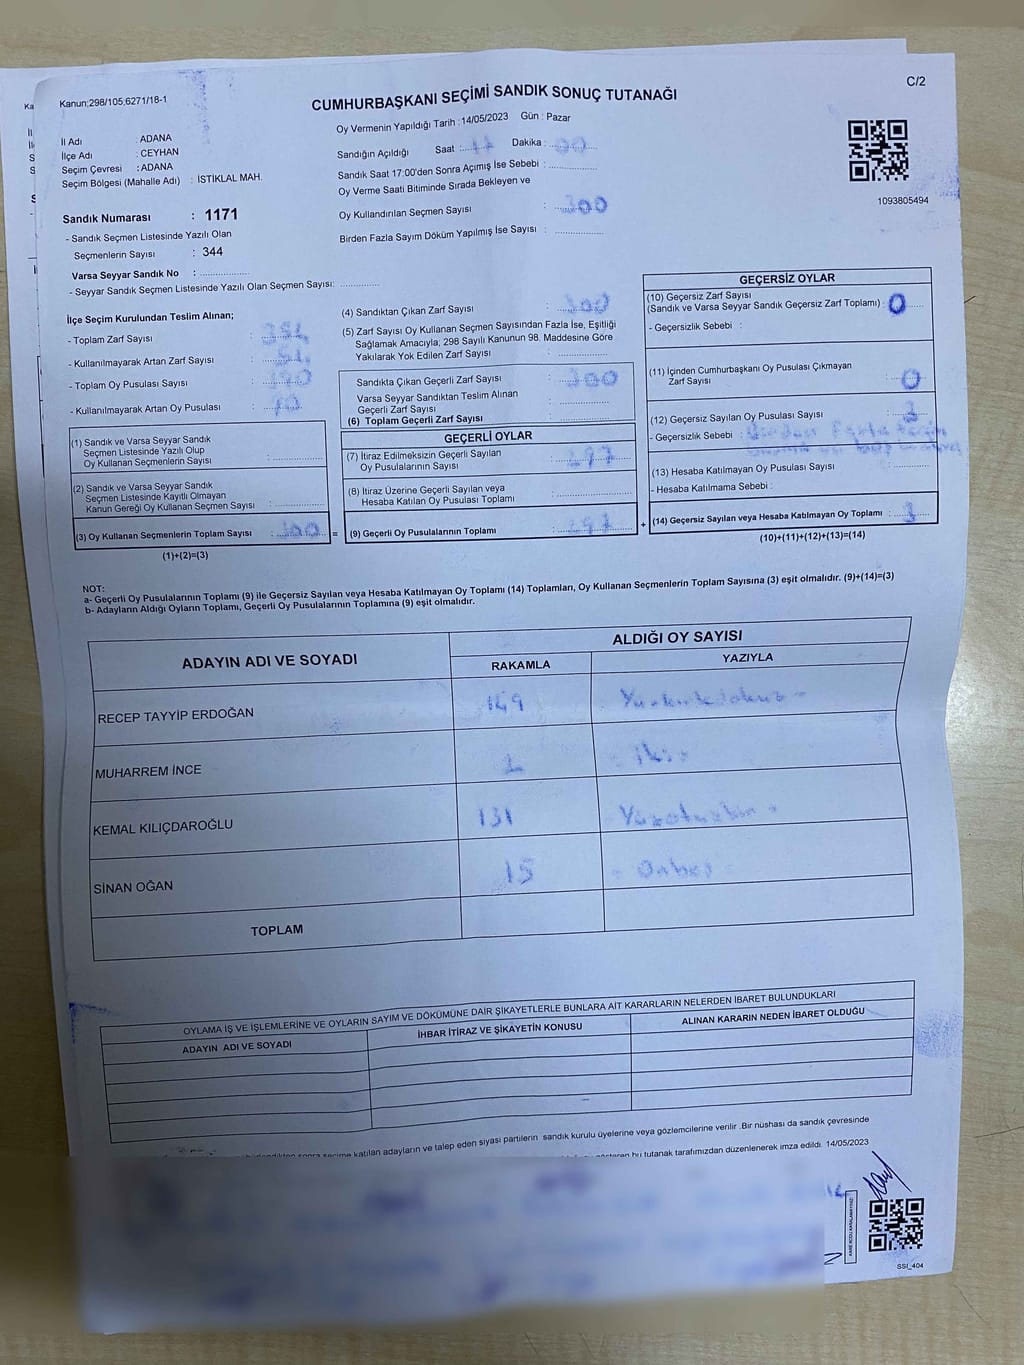 Kanun;298/105,6271/18-1
C/2
CUMHURBAŞKANI SEÇİMİ SANDIK SONUÇ TUTANAĞI
İl Adı : ADANA
İlçe Adı : CEYHAN
Seçim Çevresi : ADANA
Seçim Bölgesi (Mahalle Adı) : İSTİKLAL MAH.
Sandık Numarası : 1171
- Sandık Seçmen Listesinde Yazılı Olan
Seçmenlerin Sayısı : 344
Varsa Seyyar Sandık No :
- Seyyar Sandık Seçmen Listesinde Yazılı Olan Seçmen Sayısı:
Oy Vermenin Yapıldığı Tarih :14/05/2023 Gün : Pazar
Sandığın Açıldığı Saat : 17 Dakika : 00
Sandık Saat 17:00'den Sonra Açımış İse Sebebi :
Oy Verme Saati Bitiminde Sırada Bekleyen ve
Oy Kullandırılan Seçmen Sayısı : 300
Birden Fazla Sayım Döküm Yapılmış İse Sayısı :
1093805494
İlçe Seçim Kurulundan Teslim Alınan;
- Toplam Zarf Sayısı :
- Kullanılmayarak Artan Zarf Sayısı :
- Toplam Oy Pusulası Sayısı :
- Kullanılmayarak Artan Oy Pusulası :
(1) Sandık ve Varsa Seyyar Sandık
Seçmen Listesinde Yazılı Olup
Oy Kullanan Seçmenlerin Sayısı :
(2) Sandık ve Varsa Seyyar Sandık
Seçmen Listesinde Kayıtlı Olmayan
Kanun Gereği Oy Kullanan Seçmen Sayısı :
(3) Oy Kullanan Seçmenlerin Toplam Sayısı : 300 =
(1)+(2)=(3)
(4) Sandıktan Çıkan Zarf Sayısı : 300
(5) Zarf Sayısı Oy Kullanan Seçmen Sayısından Fazla İse, Eşitliği
Sağlamak Amacıyla; 298 Sayılı Kanunun 98. Maddesine Göre
Yakılarak Yok Edilen Zarf Sayısı :
Sandıkta Çıkan Geçerli Zarf Sayısı : 300
Varsa Seyyar Sandıktan Teslim Alınan
Geçerli Zarf Sayısı :
(6) Toplam Geçerli Zarf Sayısı :
GEÇERLİ OYLAR
(7) İtiraz Edilmeksizin Geçerli Sayılan
Oy Pusulalarının Sayısı : 297
(8) İtiraz Üzerine Geçerli Sayılan veya
Hesaba Katılan Oy Pusulası Toplamı :
(9) Geçerli Oy Pusulalarının Toplamı : 297 +
GEÇERSİZ OYLAR
(10) Geçersiz Zarf Sayısı
(Sandık ve Varsa Seyyar Sandık Geçersiz Zarf Toplamı) : 0
- Geçersizlik Sebebi :
(11) İçinden Cumhurbaşkanı Oy Pusulası Çıkmayan
Zarf Sayısı : 0
(12) Geçersiz Sayılan Oy Pusulası Sayısı : 3
- Geçersizlik Sebebi : Birden Fazla
(13) Hesaba Katılmayan Oy Pusulası Sayısı :
- Hesaba Katılmama Sebebi :
(14) Geçersiz Sayılan veya Hesaba Katılmayan Oy Toplamı : 3
(10)+(11)+(12)+(13)=(14)
NOT:
a- Geçerli Oy Pusulalarının Toplamı (9) ile Geçersiz Sayılan veya Hesaba Katılmayan Oy Toplamı (14) Toplamları, Oy Kullanan Seçmenlerin Toplam Sayısına (3) eşit olmalıdır. (9)+(14)=(3)
b- Adayların Aldığı Oyların Toplamı, Geçerli Oy Pusulalarının Toplamına (9) eşit olmalıdır.
ADAYIN ADI VE SOYADI
ALDIĞI OY SAYISI
RAKAMLA YAZIYLA
RECEP TAYYİP ERDOĞAN 149 Yüzkırkdokuz
MUHARREM İNCE 2 İki
KEMAL KILIÇDAROĞLU 131 Yüzotuzbir
SİNAN OĞAN 15 Onbeş
TOPLAM
OYLAMA İŞ VE İŞLEMLERİNE VE OYLARIN SAYIM VE DÖKÜMÜNE DAİR ŞİKAYETLERLE BUNLARA AİT KARARLARIN NELERDEN İBARET BULUNDUKLARI
ADAYIN ADI VE SOYADI İHBAR İTİRAZ VE ŞİKAYETİN KONUSU ALINAN KARARIN NEDEN İBARET OLDUĞU
sonra seçime katılan adayların ve talep eden siyasi partilerin sandık kurulu üyelerine veya gözlemcilerine verilir .Bir nüshası da sandık çevresinde
bu tutanak tarafımızdan düzenlenerek imza edildi. 14/05/2023
SSI_404